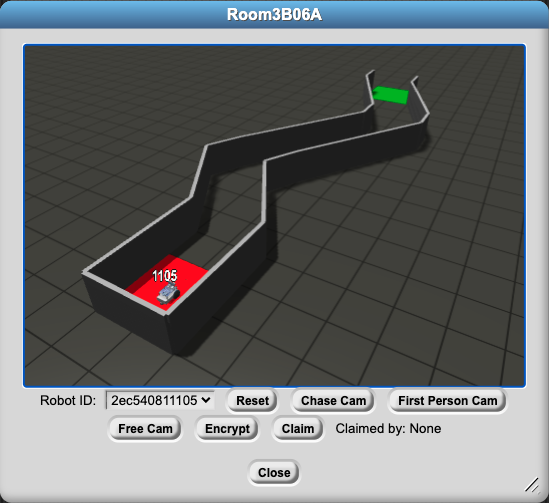 Room3B06A
1105
Robot ID: 2ec540811105 Reset Chase Cam First Person Cam
Free Cam Encrypt Claim Claimed by: None
Close